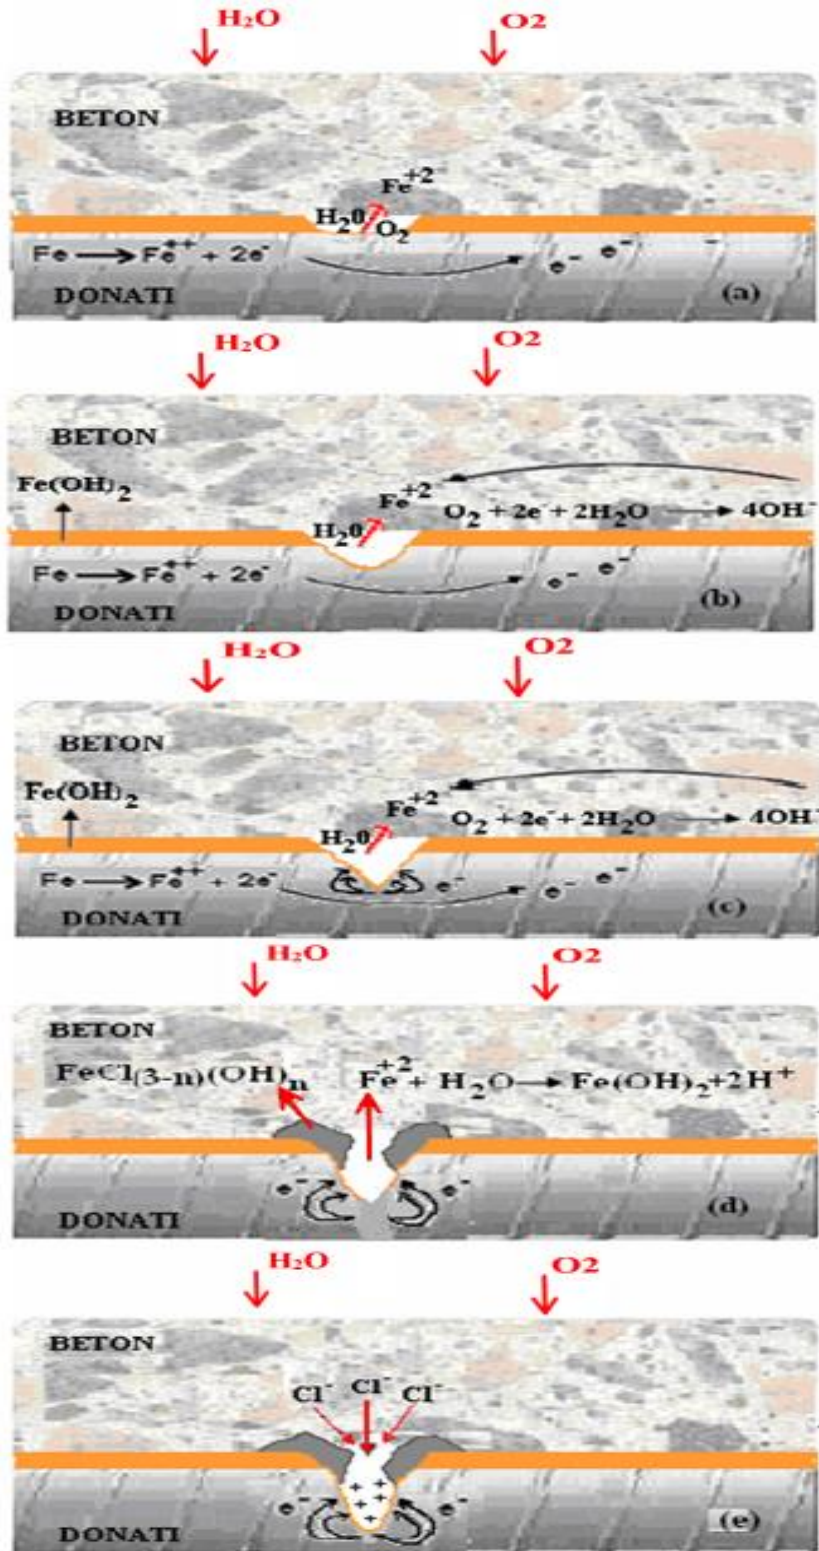 H₂O O2
BETON
Fe⁺²
H₂0 O₂
Fe → Fe⁺⁺ + 2e⁻ e⁻ e⁻ -
DONATI (a)
H₂O O2
BETON
Fe(OH)₂ Fe⁺² O₂ + 2e⁻ + 2H₂O → 4OH⁻
H₂0
Fe → Fe⁺⁺ + 2e⁻ e⁻ e⁻
DONATI (b)
H₂O O2
BETON
Fe(OH)₂ Fe⁺² O₂ + 2e⁻ + 2H₂O → 4OH⁻
H₂0
Fe → Fe⁺⁺ + 2e⁻ e⁻ e⁻ e⁻
DONATI (c)
H₂O O2
BETON
FeCl(3-n)(OH)n Fe⁺² + H₂O → Fe(OH)₂+2H⁺
e⁻ e⁻
DONATI (d)
H₂O O2
BETON
Cl⁻ Cl⁻ Cl⁻
+ + + + + +
e⁻ e⁻
DONATI (e)